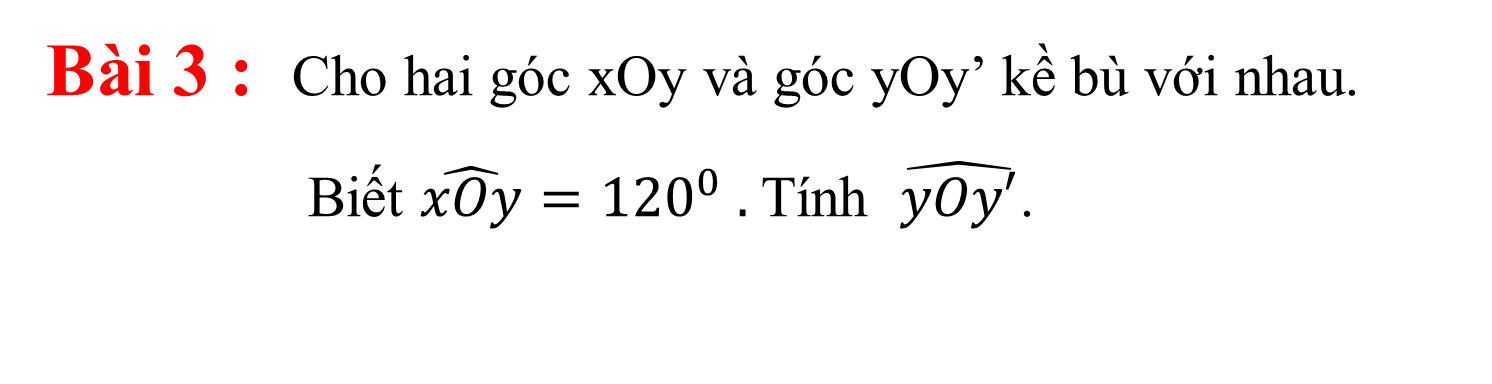 Bài 3 : Cho hai góc xOy và góc yOy’ kề bù với nhau.
Biết $\widehat{xOy} = 120^0$ . Tính $\widehat{yOy'}$.